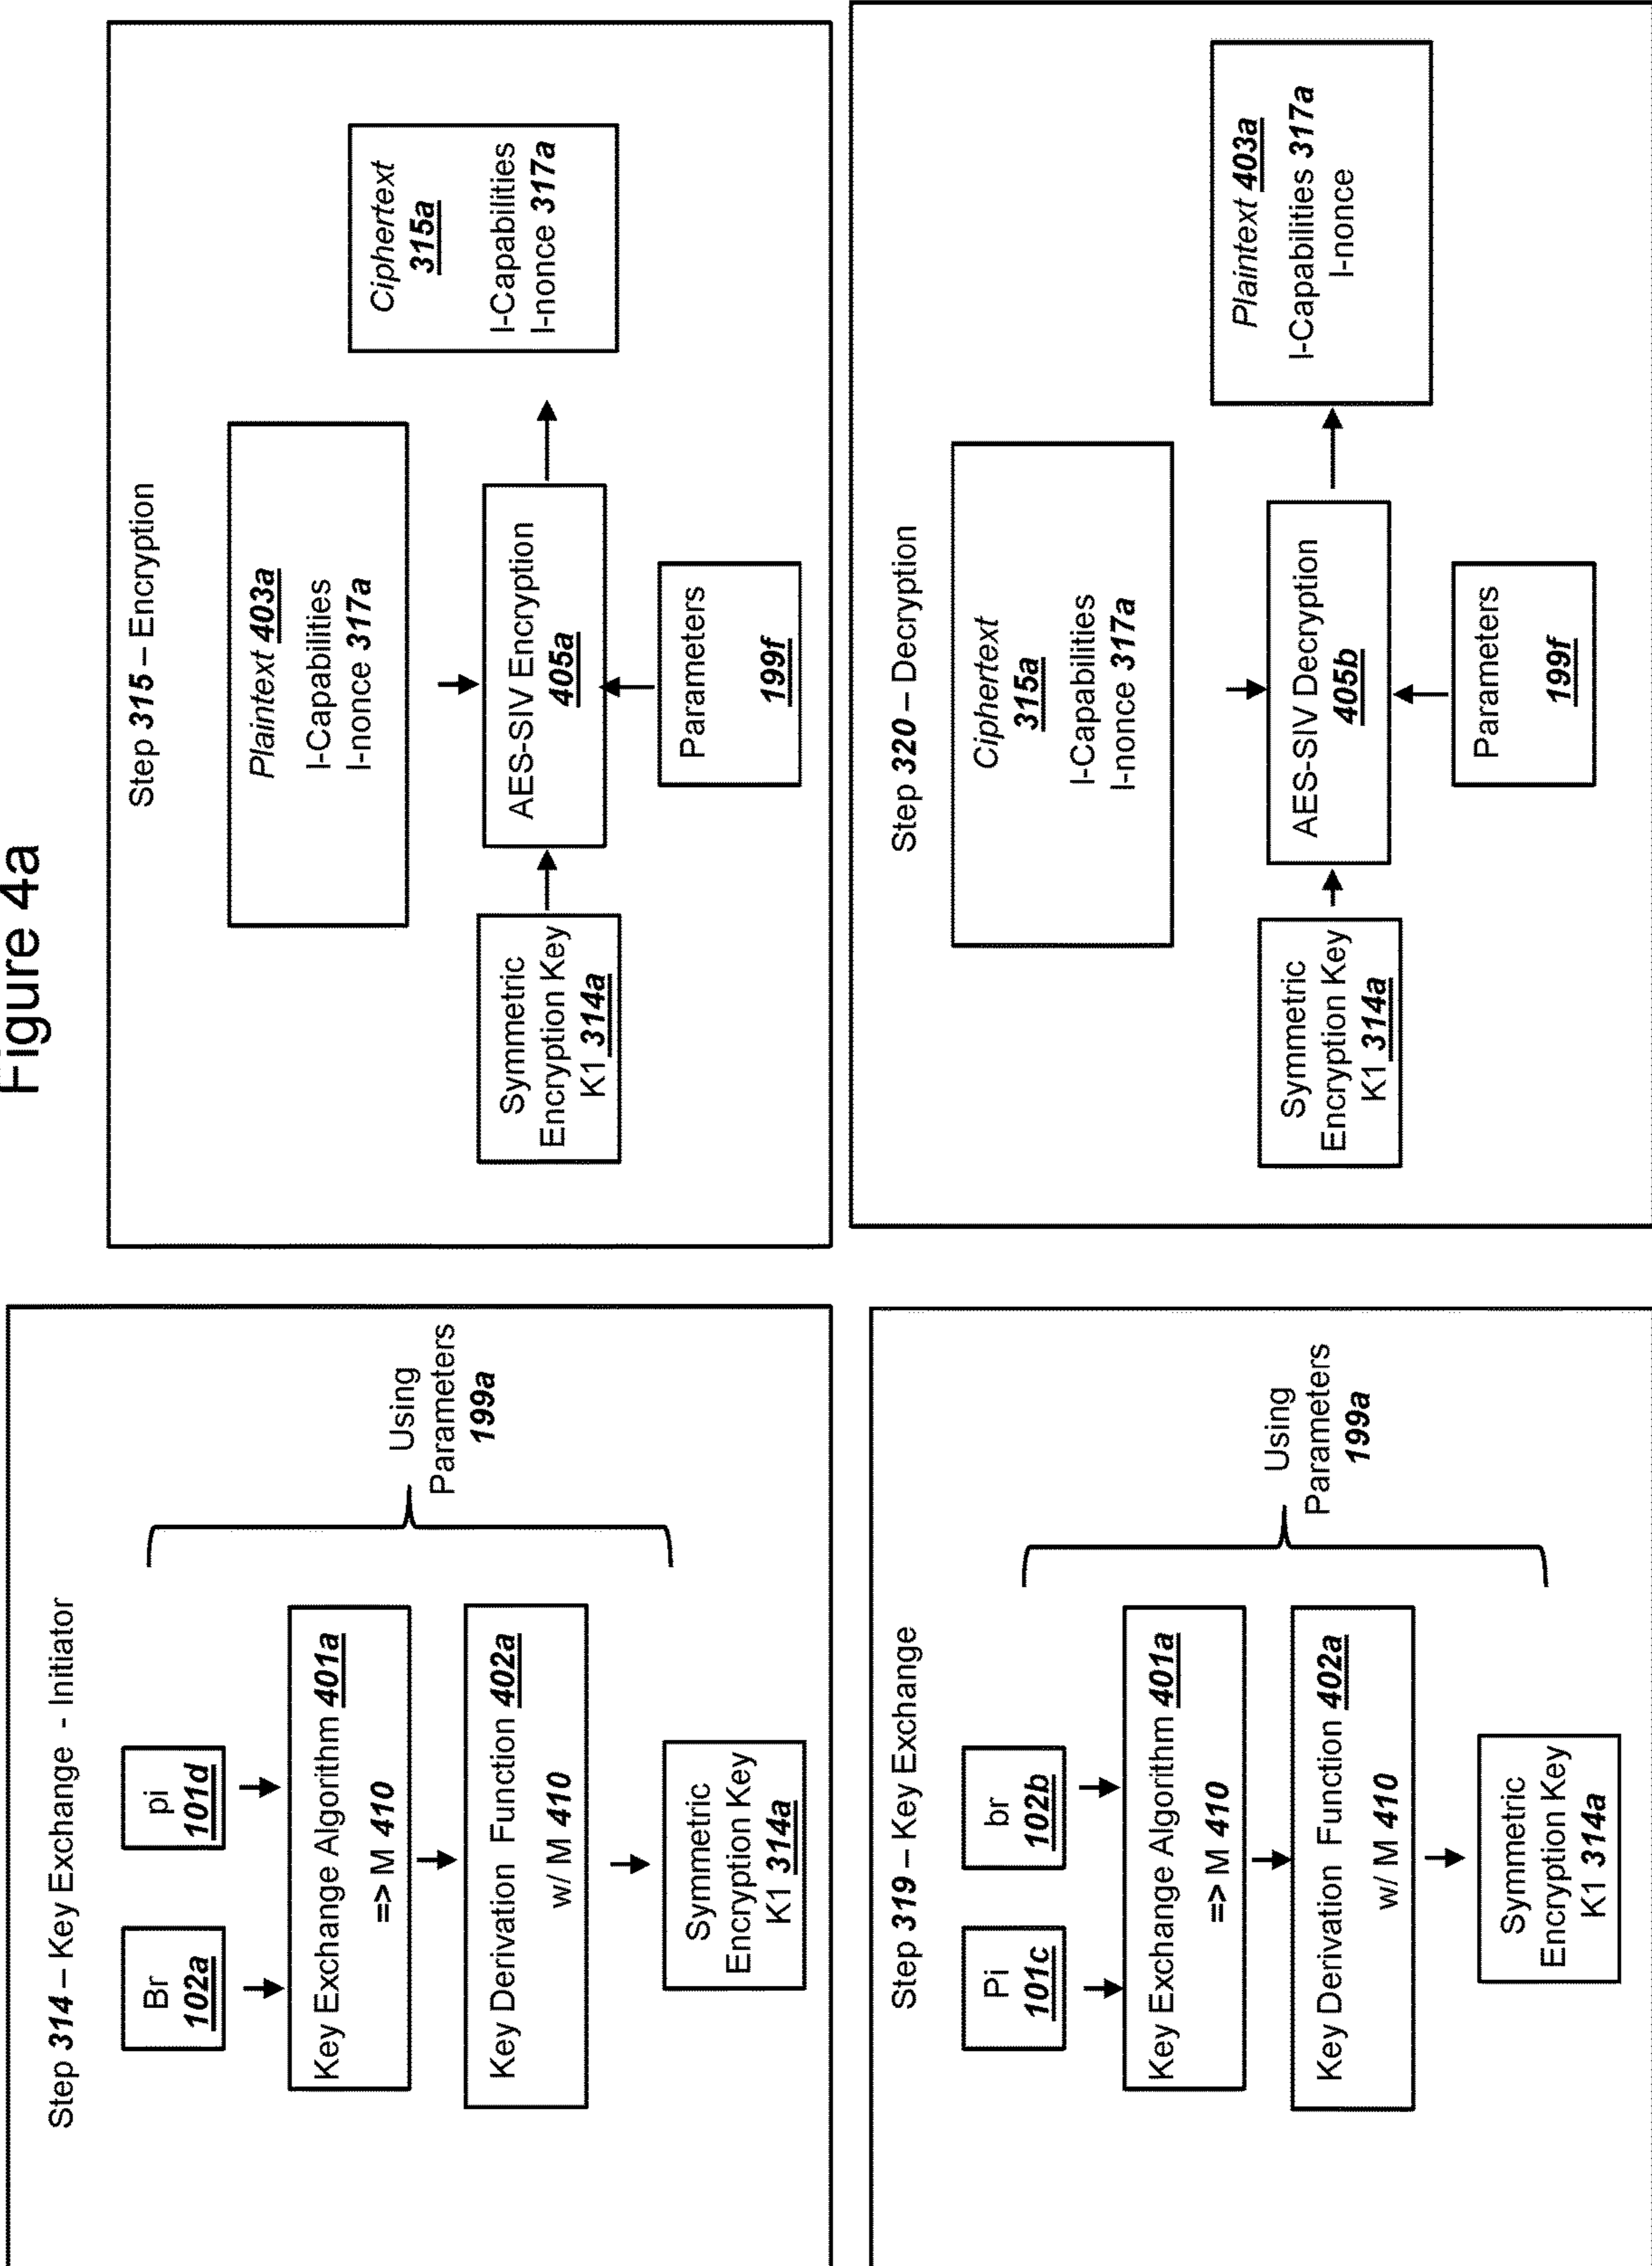 Figure 4a
Step 314 – Key Exchange - Initiator
Br
102a
pi
101d
Key Exchange Algorithm 401a
=> M 410
Key Derivation Function 402a
w/ M 410
Symmetric
Encryption Key
K1 314a
Using
Parameters
199a
Step 315 – Encryption
Plaintext 403a
I-Capabilities
I-nonce 317a
Symmetric
Encryption Key
K1 314a
AES-SIV Encryption
405a
Parameters
199f
Ciphertext
315a
I-Capabilities
I-nonce 317a
Step 319 – Key Exchange
Pi
101c
br
102b
Key Exchange Algorithm 401a
=> M 410
Key Derivation Function 402a
w/ M 410
Symmetric
Encryption Key
K1 314a
Using
Parameters
199a
Step 320 – Decryption
Ciphertext
315a
I-Capabilities
I-nonce 317a
Symmetric
Encryption Key
K1 314a
AES-SIV Decryption
405b
Parameters
199f
Plaintext 403a
I-Capabilities 317a
I-nonce